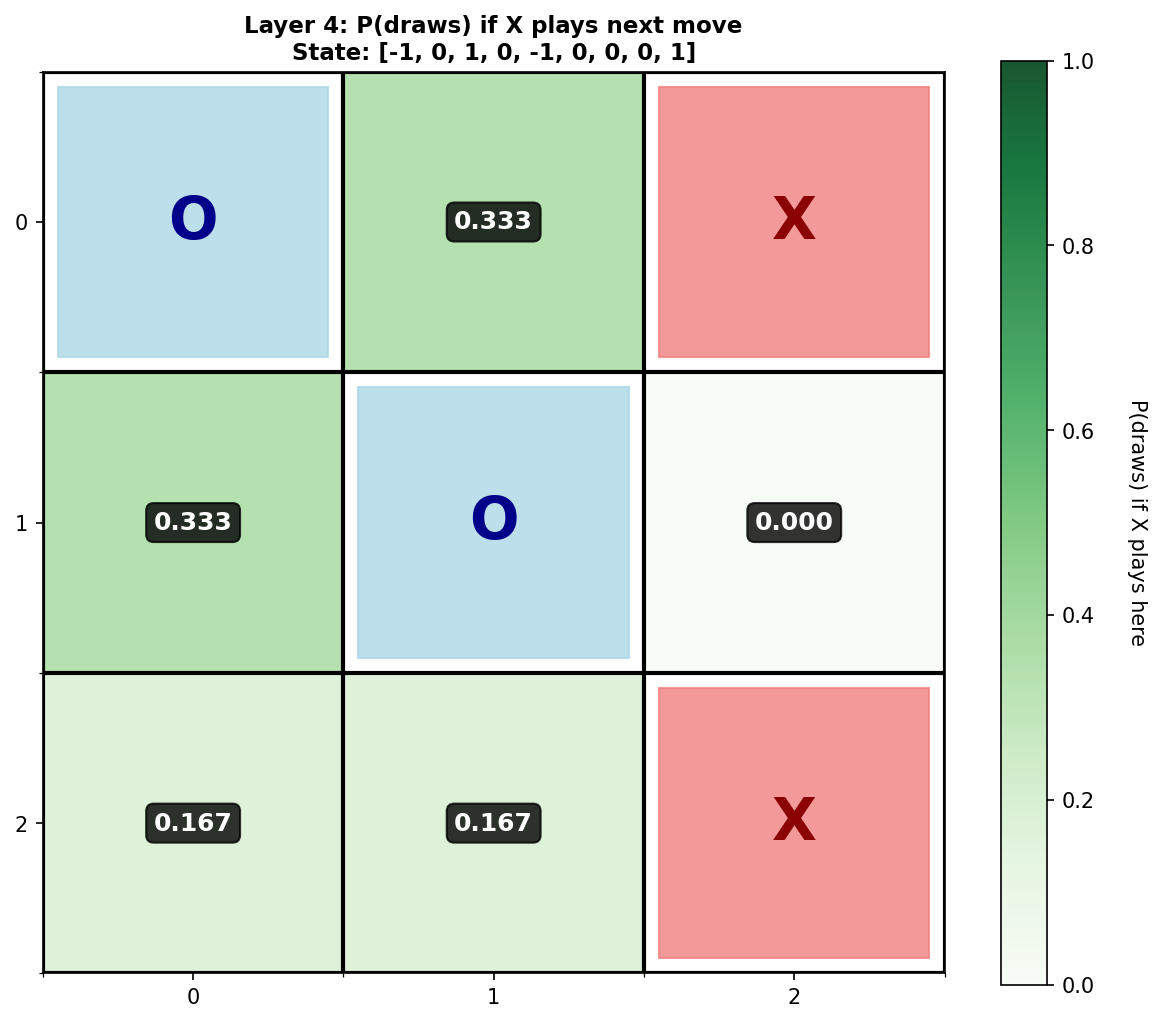 Layer 4: P(draws) if X plays next move
State: [-1, 0, 1, 0, -1, 0, 0, 0, 1]
O
0.333
X
0.333
O
0.000
0.167
0.167
X
0
1
2
0
1
2
1.0
0.8
0.6
0.4
0.2
0.0
P(draws) if X plays here